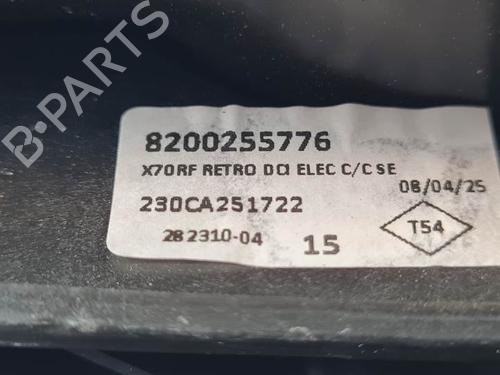 8200255776
X70RF RETRO DCI ELEC C/C SE
08/04/25
230CA251722
282310-04 15
T54
B-PARTS